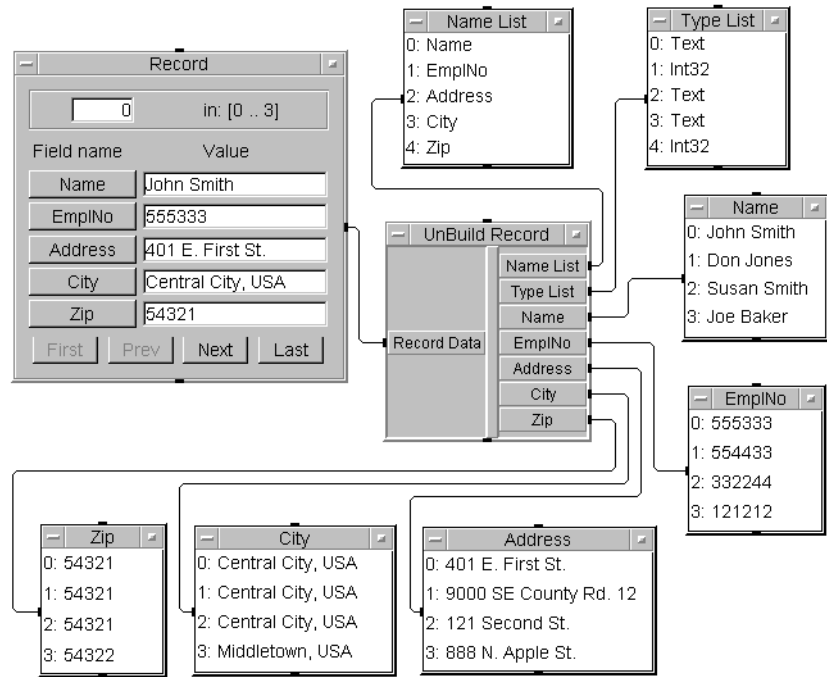 Record
0 in: [0 .. 3]
Field name Value
Name John Smith
EmplNo 555333
Address 401 E. First St.
City Central City, USA
Zip 54321
First Prev Next Last
Name List
0: Name
1: EmplNo
2: Address
3: City
4: Zip
Type List
0: Text
1: Int32
2: Text
3: Text
4: Int32
UnBuild Record
Record Data
Name List
Type List
Name
EmplNo
Address
City
Zip
Name
0: John Smith
1: Don Jones
2: Susan Smith
3: Joe Baker
EmplNo
0: 555333
1: 554433
2: 332244
3: 121212
Zip
0: 54321
1: 54321
2: 54321
3: 54322
City
0: Central City, USA
1: Central City, USA
2: Central City, USA
3: Middletown, USA
Address
0: 401 E. First St.
1: 9000 SE County Rd. 12
2: 121 Second St.
3: 888 N. Apple St.